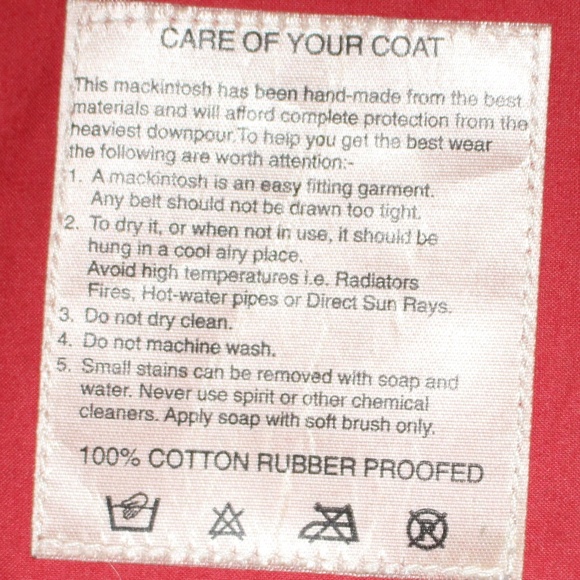 CARE OF YOUR COAT
This mackintosh has been hand-made from the best
materials and will afford complete protection from the
heaviest downpour.To help you get the best wear
the following are worth attention:-
1. A mackintosh is an easy fitting garment.
Any belt should not be drawn too tight.
2. To dry it, or when not in use, it should be
hung in a cool airy place.
Avoid high temperatures i.e. Radiators
Fires, Hot-water pipes or Direct Sun Rays.
3. Do not dry clean.
4. Do not machine wash.
5. Small stains can be removed with soap and
water. Never use spirit or other chemical
cleaners. Apply soap with soft brush only.
100% COTTON RUBBER PROOFED
R